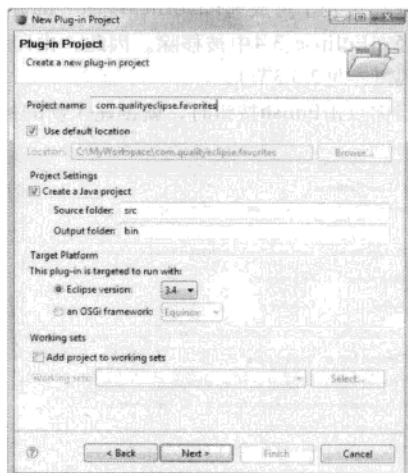 New Plug-in Project
Plug-in Project
Create a new plug-in project
Project name: com.qualityeclipse.favorites
Use default location
Location: C:\MyWorkspace\com.qualityeclipse.favorites Browse...
Project Settings
Create a Java project
Source folder: src
Output folder: bin
Target Platform
This plug-in is targeted to run with:
Eclipse version: 3.4
an OSGi framework: Equinox
Working sets
Add project to working sets
Working sets: Select...
< Back Next > Finish Cancel